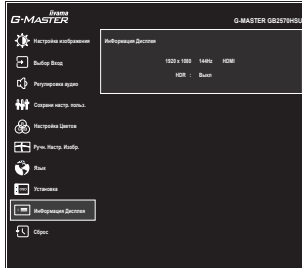 iiyama
G-MASTER
G-MASTER GB2570HSU
Настройка изображения
Выбор Вход
Регулировка аудио
Сохрани настр. польз.
Настройка Цветов
Ручн. Настр. Изобр.
Язык
Установка
ИнФормация Дисплея
Сброс
ИнФормация Дисплея
1920 x 1080 144Hz HDMI
HDR : Выкл